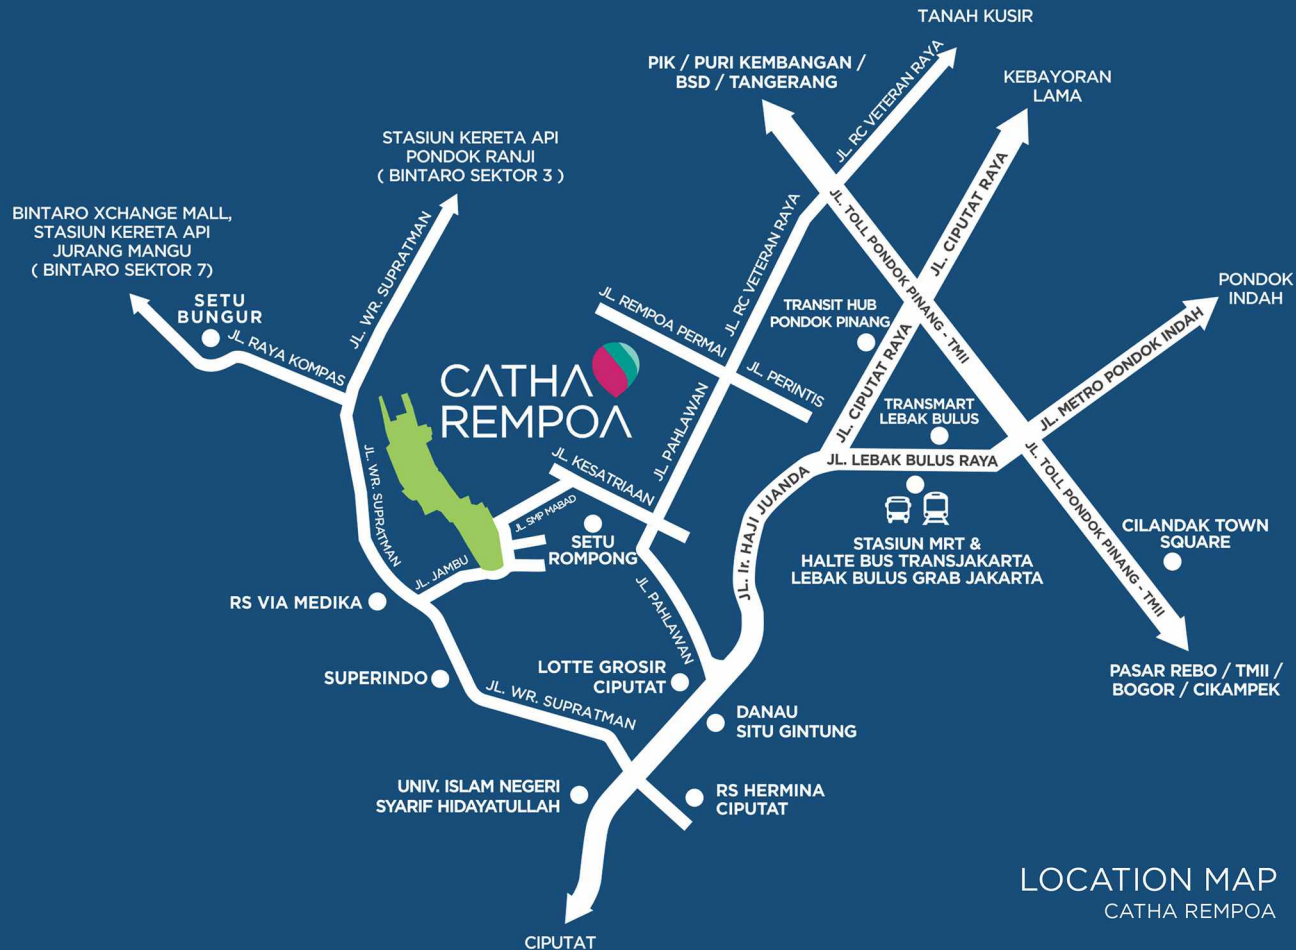 TANAH KUSIR
PIK / PURI KEMBANGAN /
BSD / TANGERANG
JL. RC VETERAN RAYA
KEBAYORAN
LAMA
STASIUN KERETA API
PONDOK RANJI
( BINTARO SEKTOR 3 )
BINTARO XCHANGE MALL,
STASIUN KERETA API
JURANG MANGU
( BINTARO SEKTOR 7)
SETU
BUNGUR
JL. RAYA KOMPAS
JL. WR. SUPRATMAN
JL. RC VETERAN RAYA
JL. TOLL PONDOK PINANG - TMII
JL. CIPUTAT RAYA
PONDOK
INDAH
JL. REMPOA PERMAI
TRANSIT HUB
PONDOK PINANG
JL. PERINTIS
JL. CIPUTAT RAYA
JL. METRO PONDOK INDAH
CATHA
REMPOA
JL. PAHLAWAN
TRANSMART
LEBAK BULUS
JL. LEBAK BULUS RAYA
JL. WR. SUPRATMAN
JL. KESATRIAAN
JL. SMP MABAD
SETU
ROMPONG
JL. Ir. HAJI JUANDA
STASIUN MRT &
HALTE BUS TRANSJAKARTA
LEBAK BULUS GRAB JAKARTA
JL. TOLL PONDOK PINANG - TMII
CILANDAK TOWN
SQUARE
JL. JAMBU
RS VIA MEDIKA
JL. PAHLAWAN
SUPERINDO
LOTTE GROSIR
CIPUTAT
JL. WR. SUPRATMAN
DANAU
SITU GINTUNG
PASAR REBO / TMII /
BOGOR / CIKAMPEK
UNIV. ISLAM NEGERI
SYARIF HIDAYATULLAH
RS HERMINA
CIPUTAT
CIPUTAT
LOCATION MAP
CATHA REMPOA